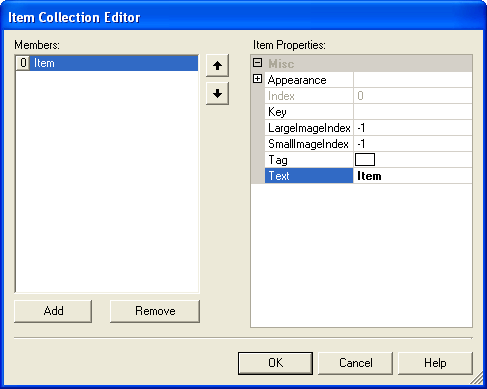 Item Collection Editor
Members:
0 Item
Add
Remove
Item Properties:
Misc
Appearance
Index 0
Key
LargeImageIndex -1
SmallImageIndex -1
Tag
Text Item
OK
Cancel
Help